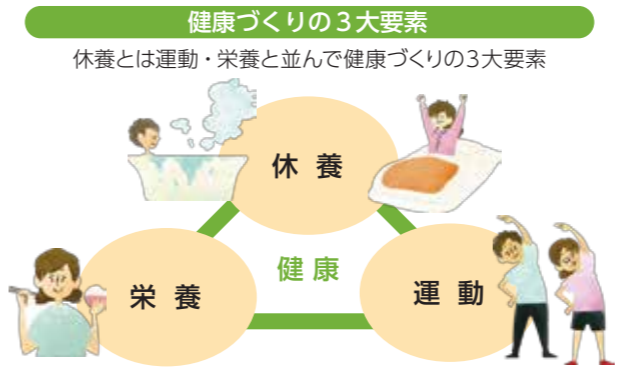 健康づくりの３大要素
休養とは運動・栄養と並んで健康づくりの3大要素
休 養
健 康
栄 養
運 動